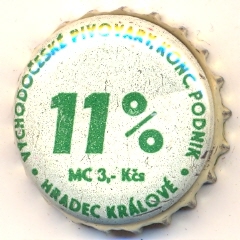 VÝCHODOČESKÉ PIVOVARY, KONC. PODNIK
11%
MC 3,- Kčs
• HRADEC KRÁLOVÉ •